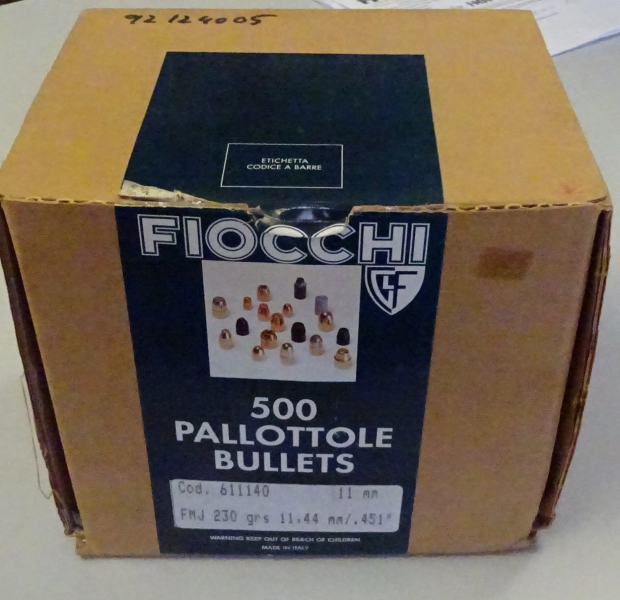 92124005
ETICHETTA
CODICE A BARRE
FIOCCHI
GF
500
PALLOTTOLE
BULLETS
Cod. 611140 11 mm
FMJ 230 grs 11.44 mm/.451"
WARNING KEEP OUT OF REACH OF CHILDREN
MADE IN ITALY